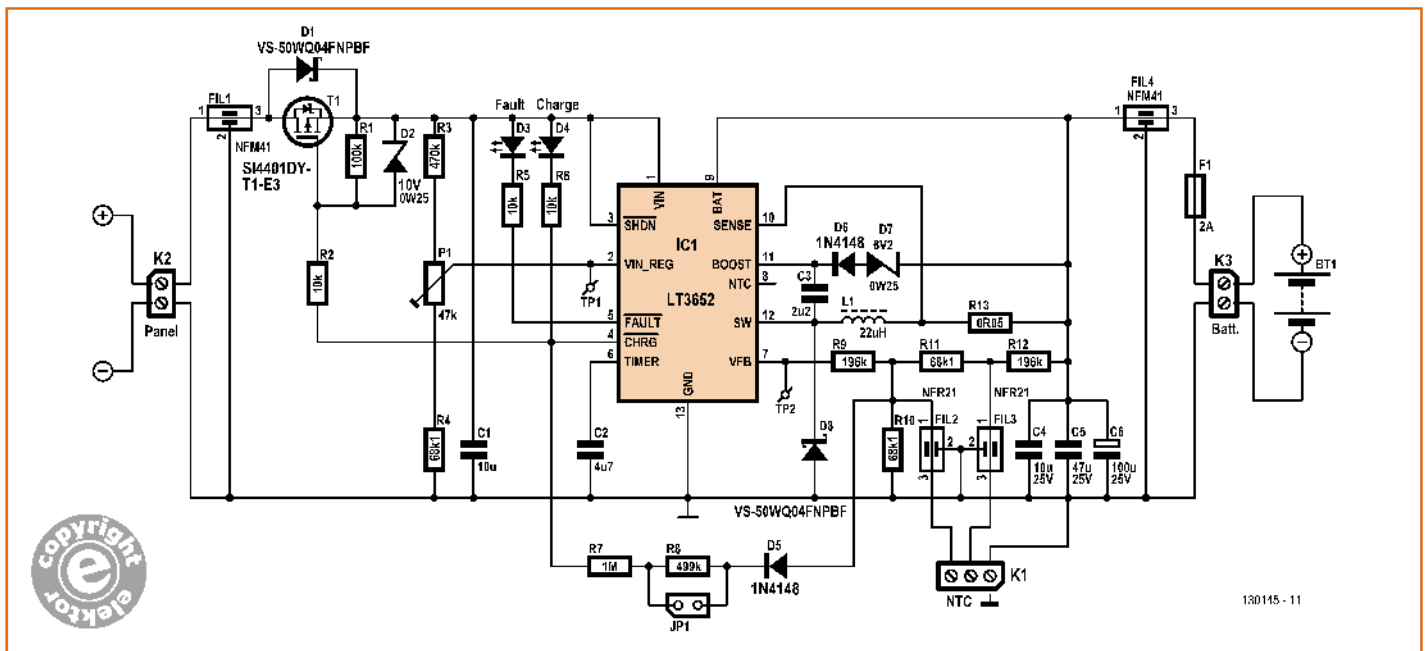 D1
VS-50WQ04FNPBF
FIL1
1
3
2
NFM41
T1
SI4401DY-
T1-E3
R1
100k
D2
10V
0W25
R3
470k
Fault
Charge
D3
D4
R5
10k
R6
10k
R2
10k
P1
47k
R4
68k1
C1
10u
C2
4u7
K2
Panel
TP1
1
VIN
9
BAT
3
SHDN
SENSE
10
IC1
2
VIN_REG
BOOST
11
NTC
8
LT3652
SW
12
5
FAULT
4
CHRG
6
TIMER
VFB
7
GND
13
D6
1N4148
D7
8V2
0W25
C3
2u2
L1
22uH
R13
0R05
R9
196k
R11
68k1
R12
196k
TP2
NFR21
NFR21
R10
68k1
1
FIL2
2
3
1
FIL3
2
3
D8
VS-50WQ04FNPBF
C4
10u
25V
C5
47u
25V
C6
100u
25V
FIL4
NFM41
1
3
2
F1
2A
K3
Batt.
BT1
R7
1M
R8
499k
D5
1N4148
JP1
K1
NTC
copyright
e
elektor
130145 - 11